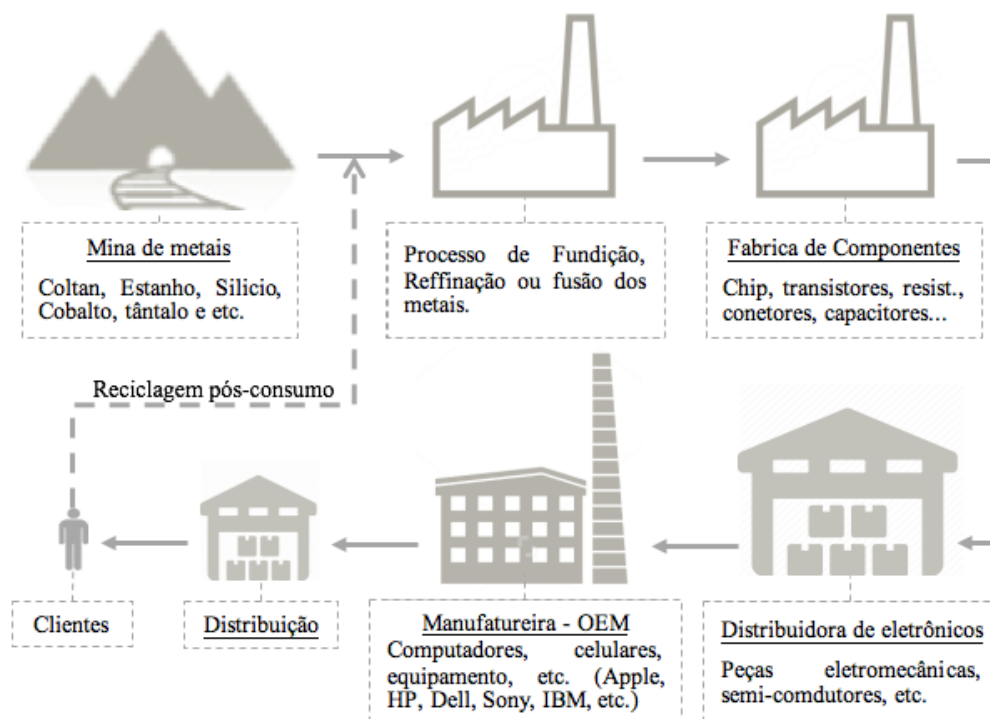 Mina de metais
Coltan, Estanho, Silicio,
Cobalto, tântalo e etc.
Processo de Fundição,
Reffinação ou fusão dos
metais.
Fabrica de Componentes
Chip, transistores, resist.,
conetores, capacitores...
Reciclagem pós-consumo
Clientes
Distribuição
Manufatureira - OEM
Computadores, celulares,
equipamento, etc. (Apple,
HP, Dell, Sony, IBM, etc.)
Distribuidora de eletrônicos
Peças eletromecânicas,
semi-comdutores, etc.